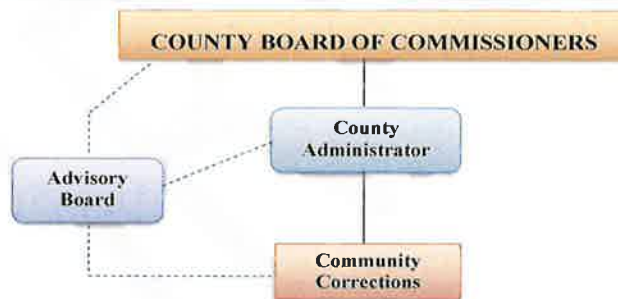 COUNTY BOARD OF COMMISSIONERS
County
Administrator
Advisory
Board
Community
Corrections